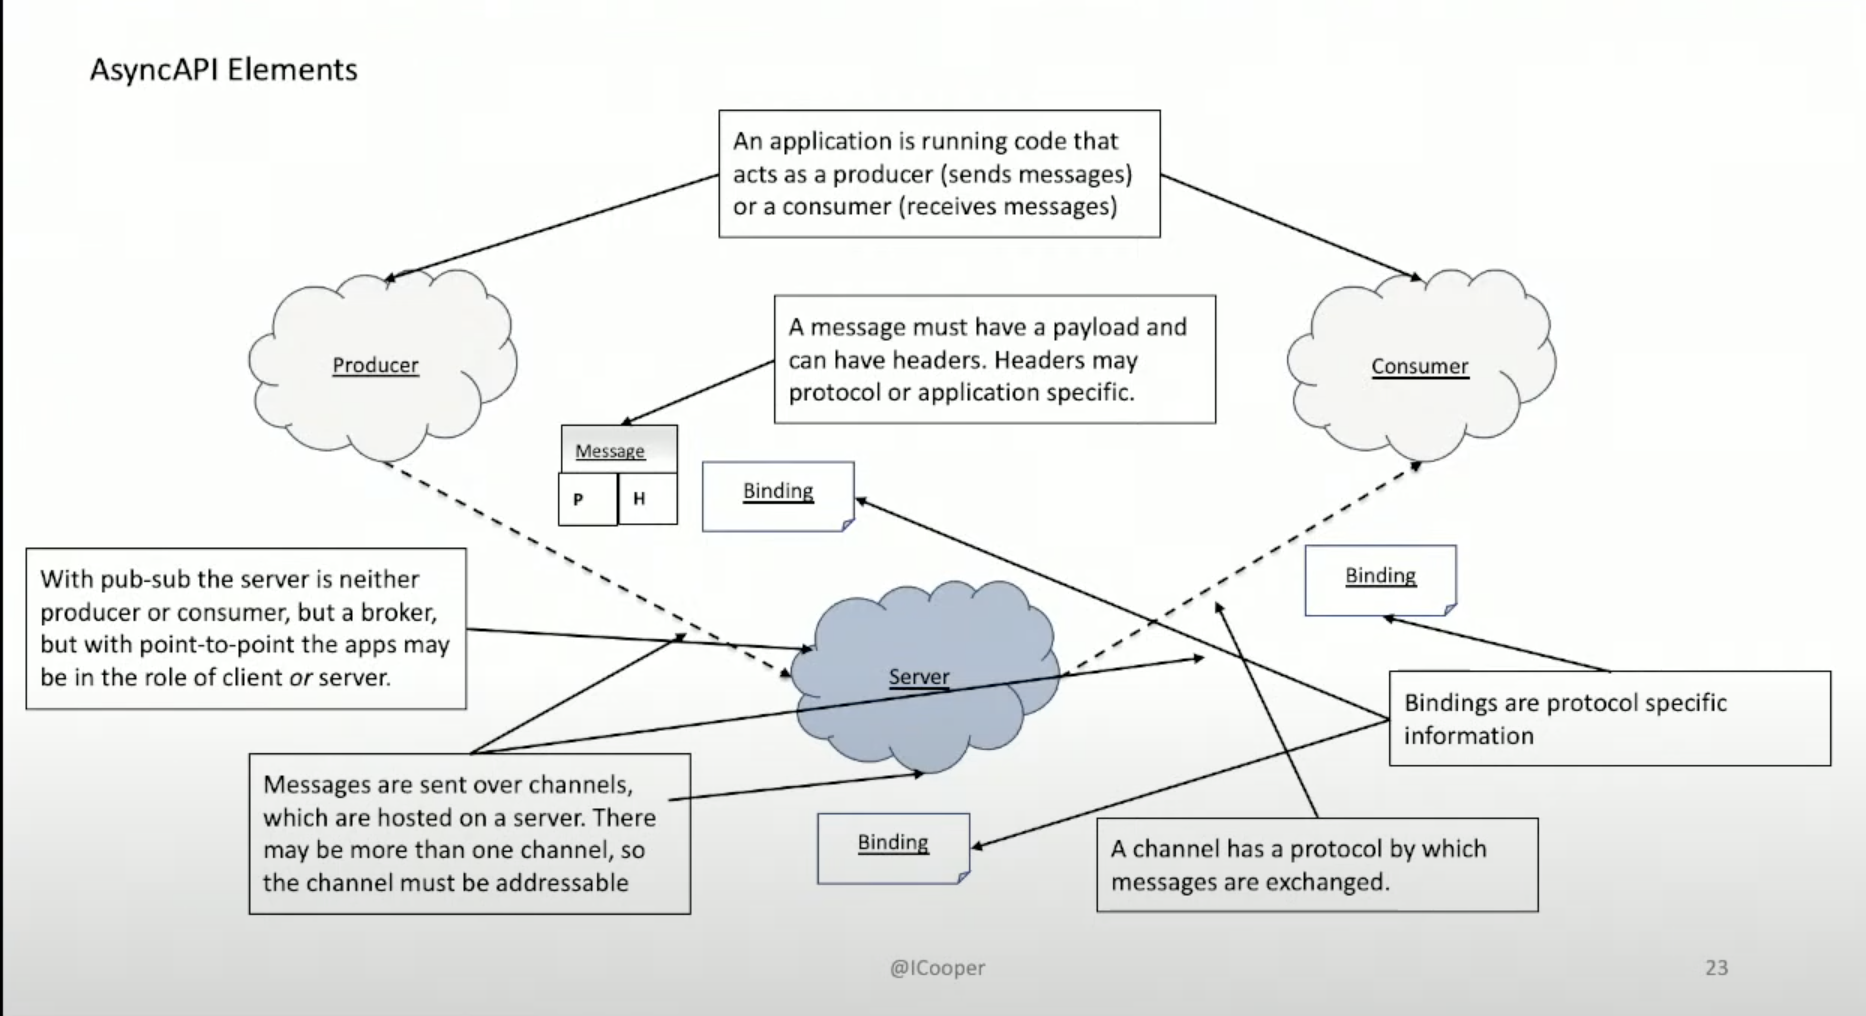 AsyncAPI Elements
An application is running code that
acts as a producer (sends messages)
or a consumer (receives messages)
A message must have a payload and
can have headers. Headers may
protocol or application specific.
Producer
Consumer
Message
P
H
Binding
Binding
With pub-sub the server is neither
producer or consumer, but a broker,
but with point-to-point the apps may
be in the role of client or server.
Server
Bindings are protocol specific
information
Messages are sent over channels,
which are hosted on a server. There
may be more than one channel, so
the channel must be addressable
Binding
A channel has a protocol by which
messages are exchanged.
@ICooper
23